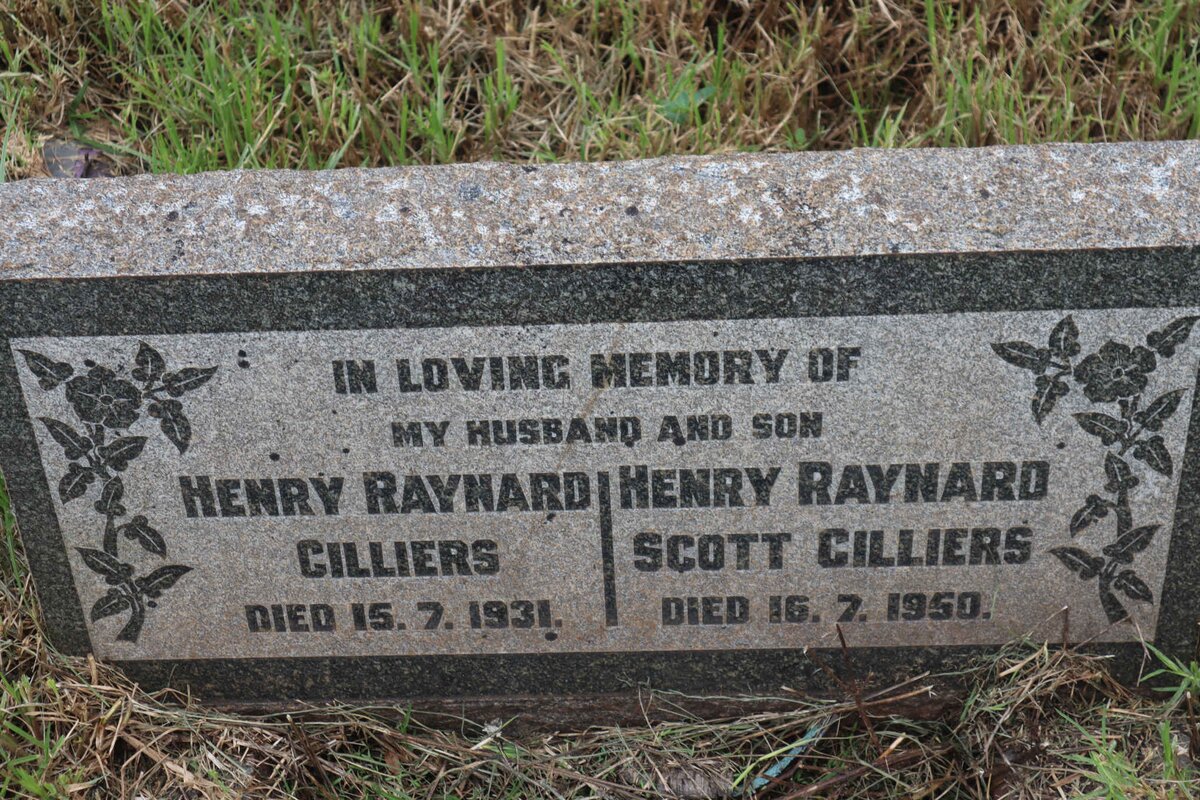 IN LOVING MEMORY OF
MY HUSBAND AND SON
HENRY RAYNARD
CILLIERS
DIED 15. 7. 1931.
HENRY RAYNARD
SCOTT CILLIERS
DIED 16. 7. 1950.